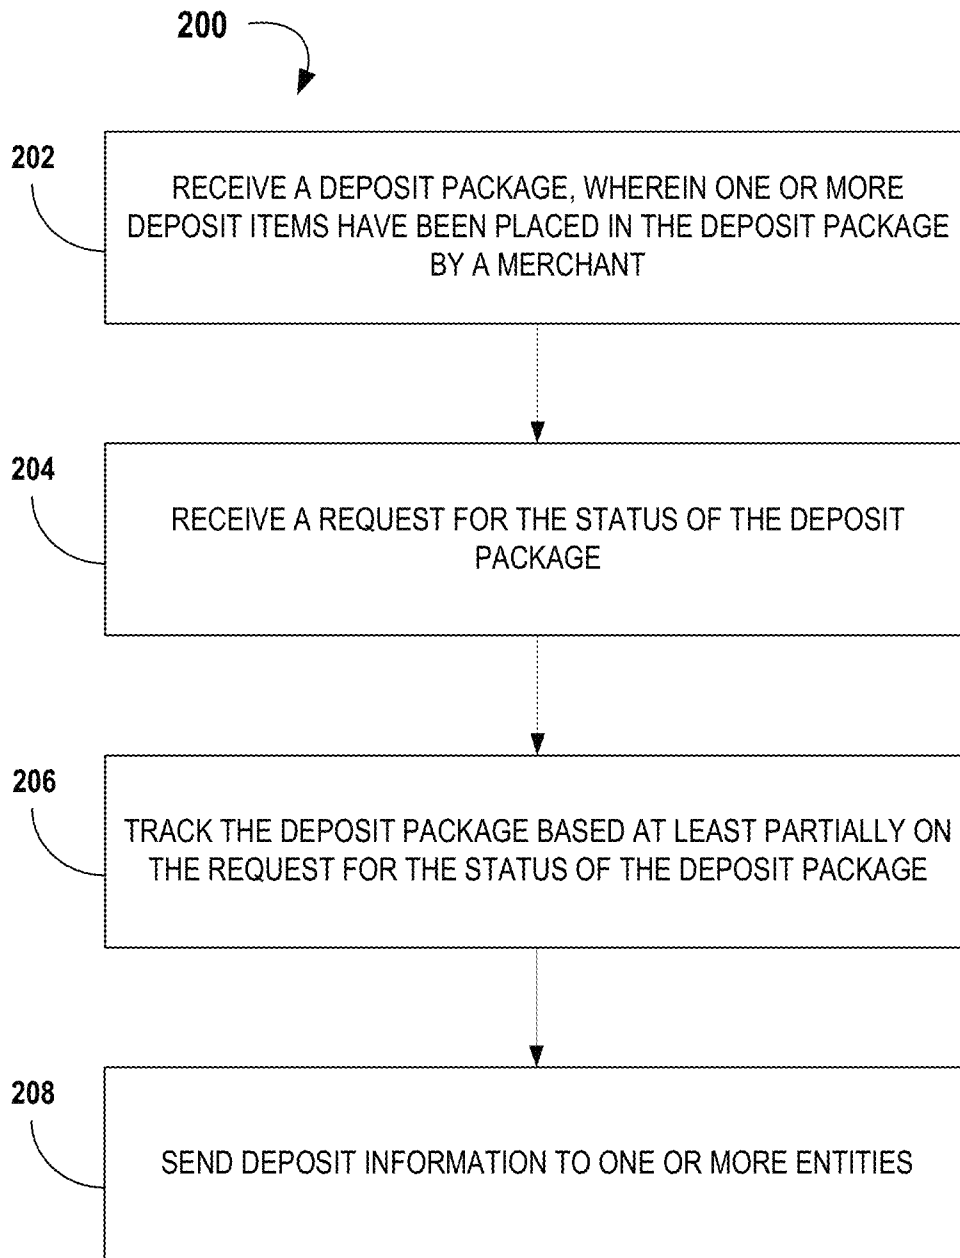 200
202
RECEIVE A DEPOSIT PACKAGE, WHEREIN ONE OR MORE
DEPOSIT ITEMS HAVE BEEN PLACED IN THE DEPOSIT PACKAGE
BY A MERCHANT
204
RECEIVE A REQUEST FOR THE STATUS OF THE DEPOSIT
PACKAGE
206
TRACK THE DEPOSIT PACKAGE BASED AT LEAST PARTIALLY ON
THE REQUEST FOR THE STATUS OF THE DEPOSIT PACKAGE
208
SEND DEPOSIT INFORMATION TO ONE OR MORE ENTITIES